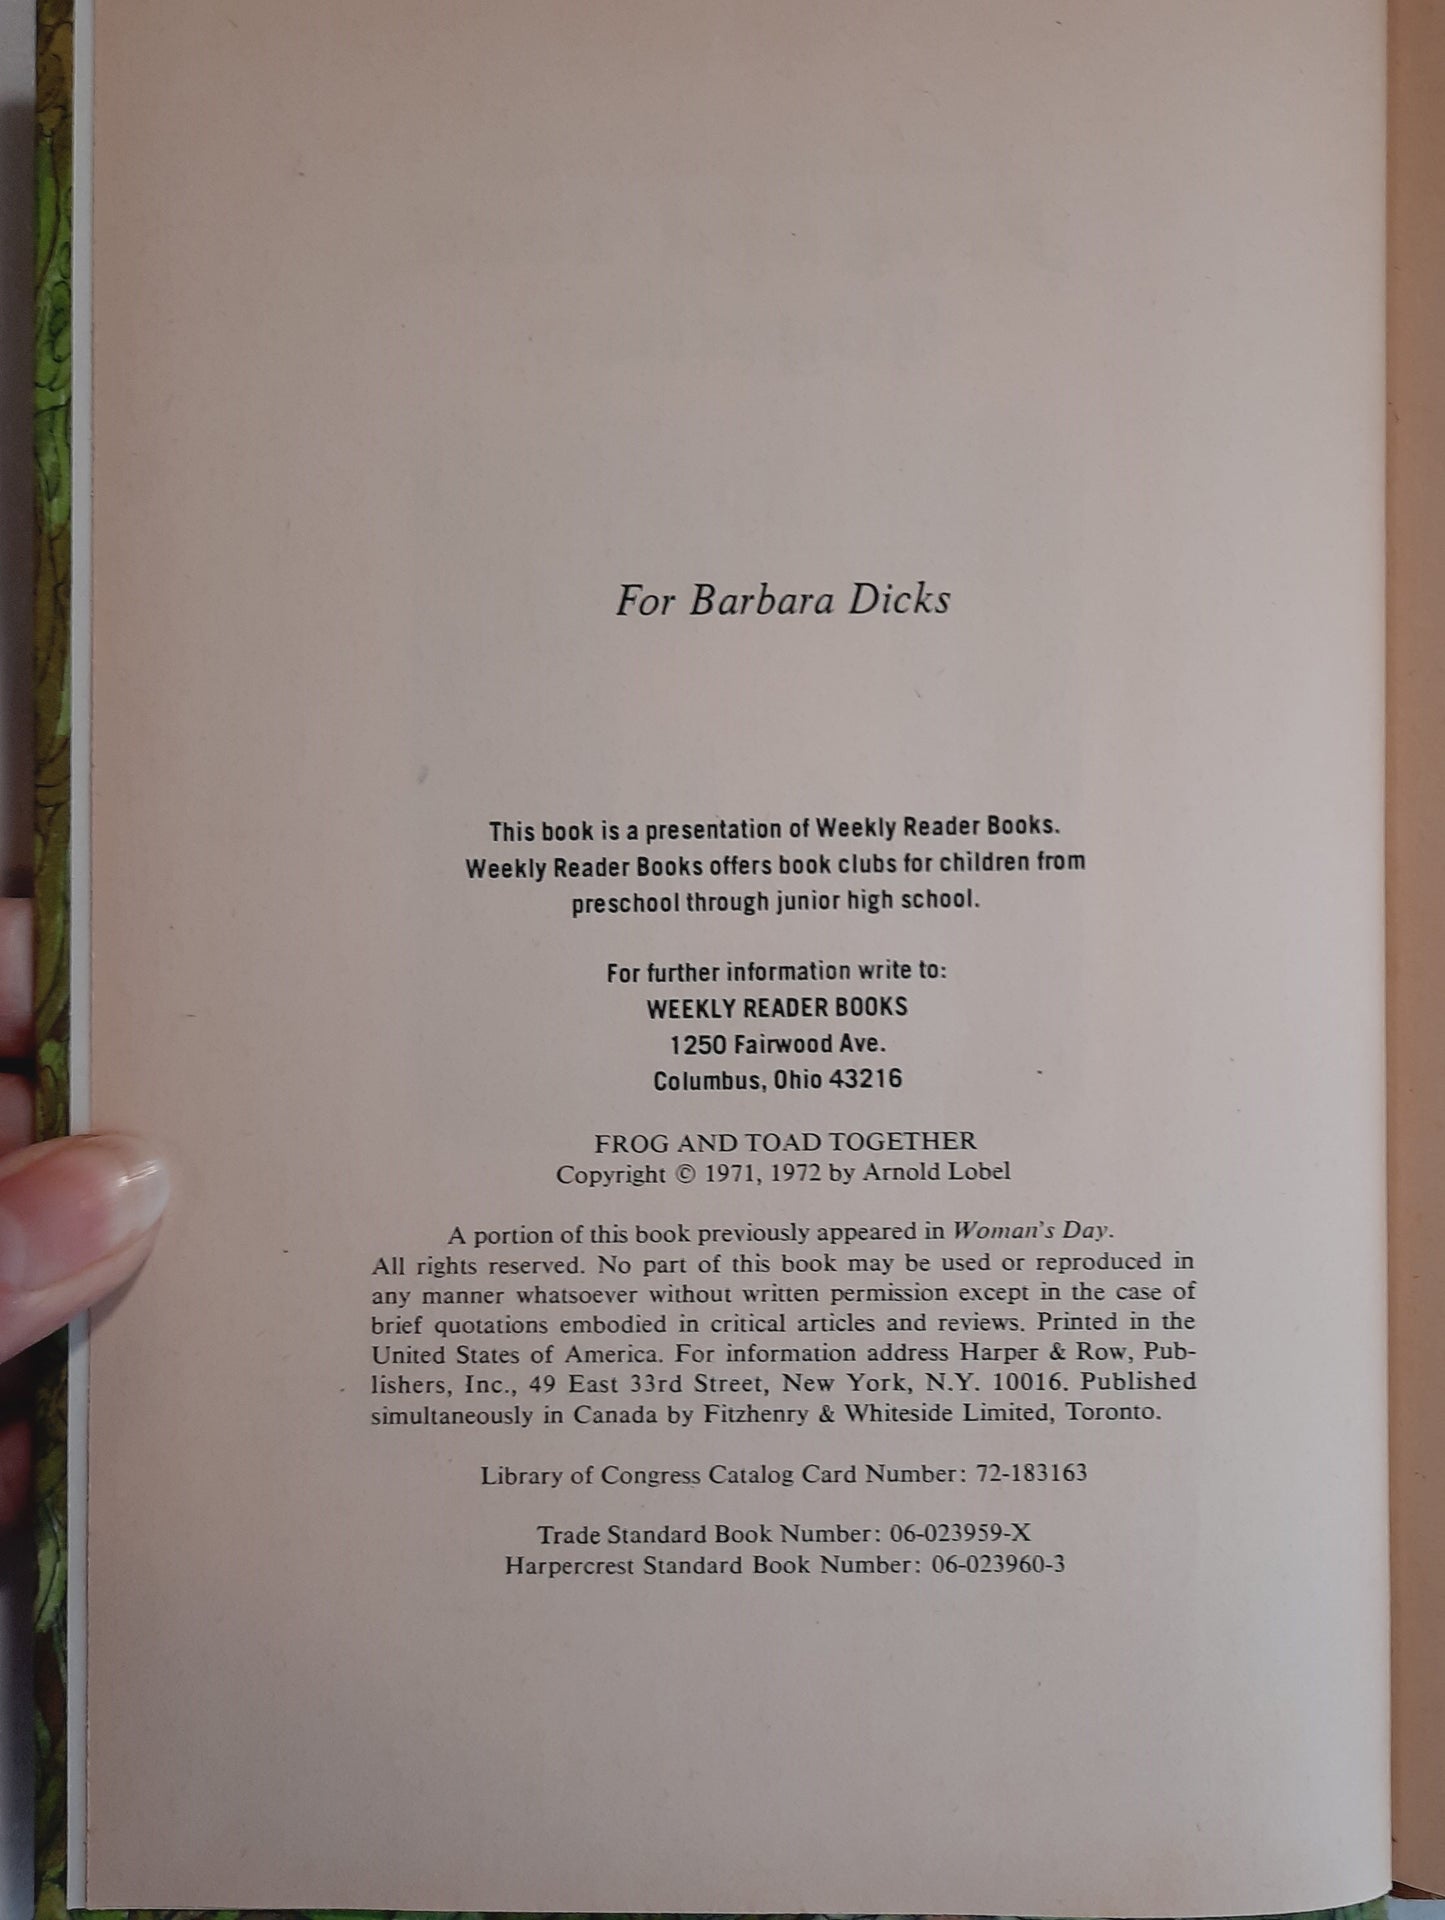 For Barbara Dicks
This book is a presentation of Weekly Reader Books.
Weekly Reader Books offers book clubs for children from
preschool through junior high school.
For further information write to:
WEEKLY READER BOOKS
1250 Fairwood Ave.
Columbus, Ohio 43216
FROG AND TOAD TOGETHER
Copyright © 1971, 1972 by Arnold Lobel
A portion of this book previously appeared in Woman's Day.
All rights reserved. No part of this book may be used or reproduced in
any manner whatsoever without written permission except in the case of
brief quotations embodied in critical articles and reviews. Printed in the
United States of America. For information address Harper & Row, Pub-
lishers, Inc., 49 East 33rd Street, New York, N.Y. 10016. Published
simultaneously in Canada by Fitzhenry & Whiteside Limited, Toronto.
Library of Congress Catalog Card Number: 72-183163
Trade Standard Book Number: 06-023959-X
Harpercrest Standard Book Number: 06-023960-3